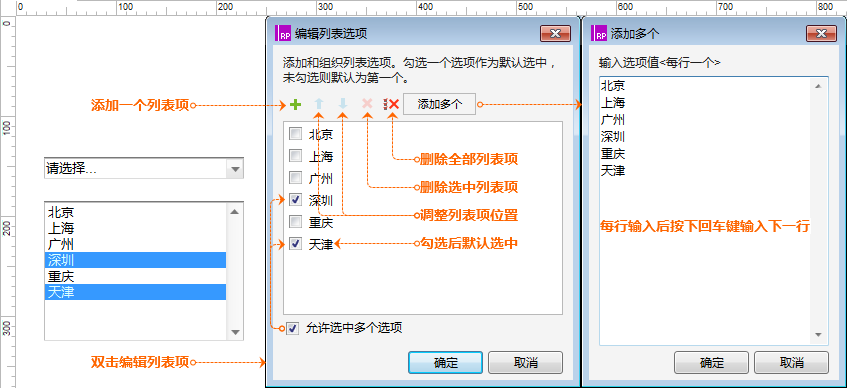 0 100 200 300 400 500 600 700 800
0
100
200
300
RP 编辑列表选项
添加和组织列表选项。勾选一个选项作为默认选中，
未勾选则默认为第一个。
添加一个列表项
添加多个
北京
上海
广州
深圳
重庆
天津
删除全部列表项
删除选中列表项
调整列表项位置
勾选后默认选中
允许选中多个选项
确定 取消
请选择...
北京
上海
广州
深圳
重庆
天津
双击编辑列表项
RP 添加多个
输入选项值<每行一个>
北京
上海
广州
深圳
重庆
天津
每行输入后按下回车键输入下一行
确定 取消